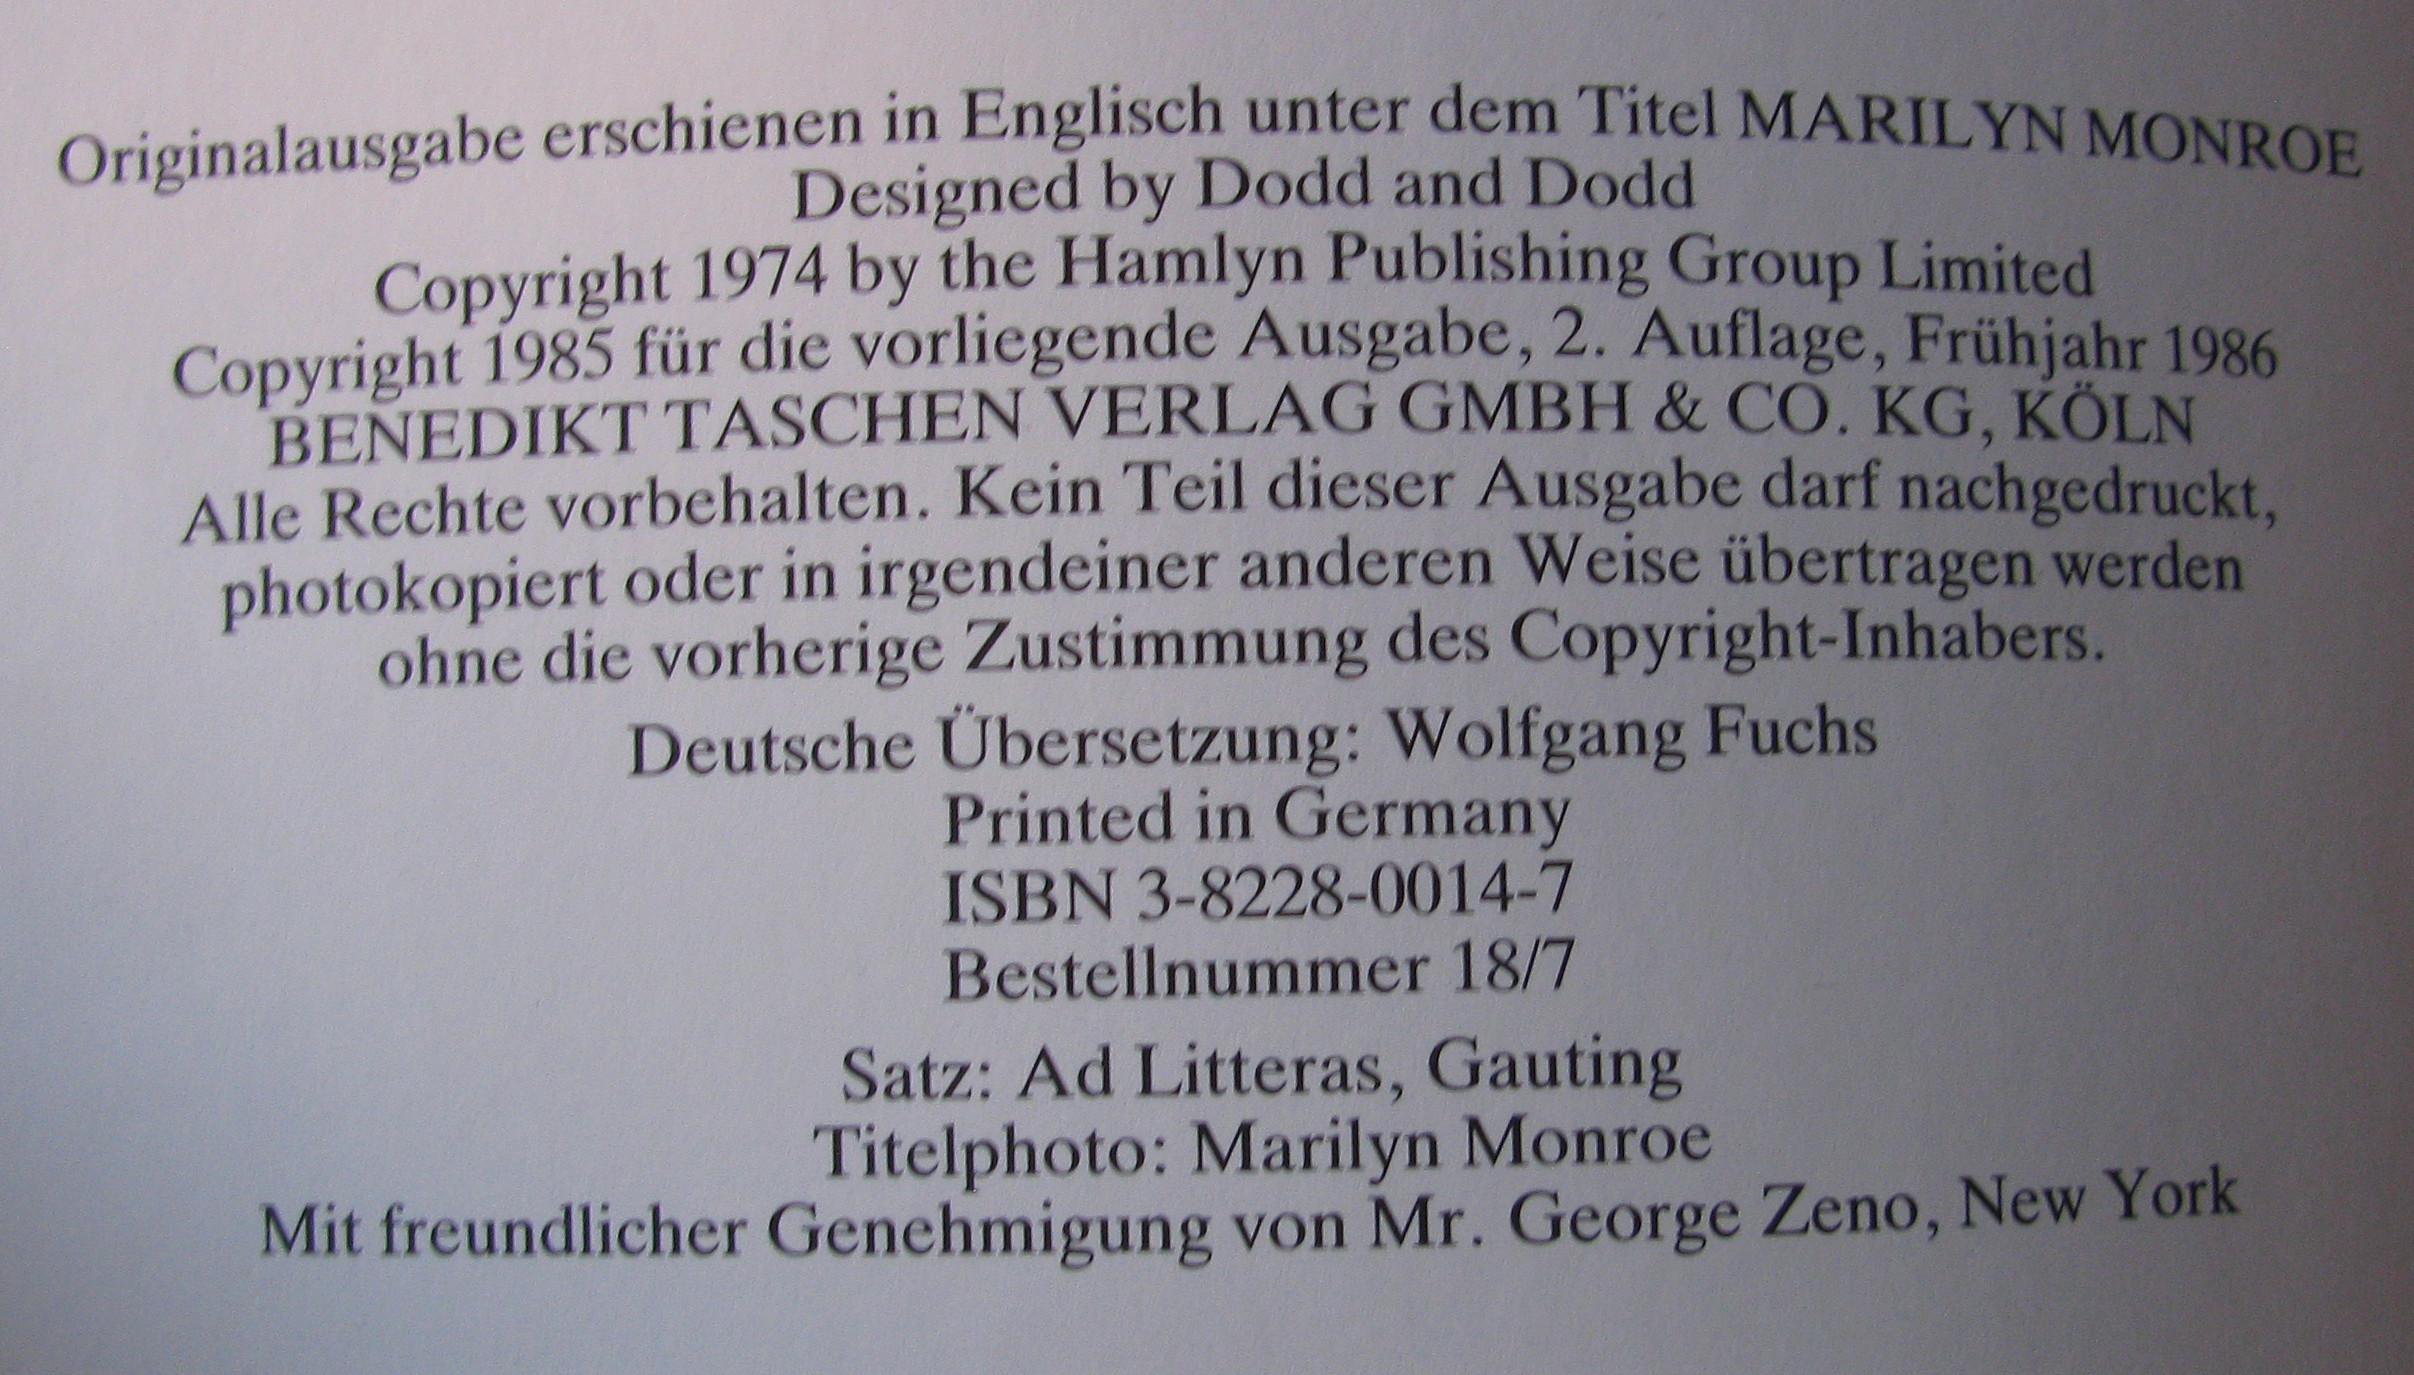 Originalausgabe erschienen in Englisch unter dem Titel MARILYN MONROE
Designed by Dodd and Dodd
Copyright 1974 by the Hamlyn Publishing Group Limited
Copyright 1985 für die vorliegende Ausgabe, 2. Auflage, Frühjahr 1986
BENEDIKT TASCHEN VERLAG GMBH & CO. KG, KÖLN
Alle Rechte vorbehalten. Kein Teil dieser Ausgabe darf nachgedruckt,
photokopiert oder in irgendeiner anderen Weise übertragen werden
ohne die vorherige Zustimmung des Copyright-Inhabers.
Deutsche Übersetzung: Wolfgang Fuchs
Printed in Germany
ISBN 3-8228-0014-7
Bestellnummer 18/7
Satz: Ad Litteras, Gauting
Titelphoto: Marilyn Monroe
Mit freundlicher Genehmigung von Mr. George Zeno, New York